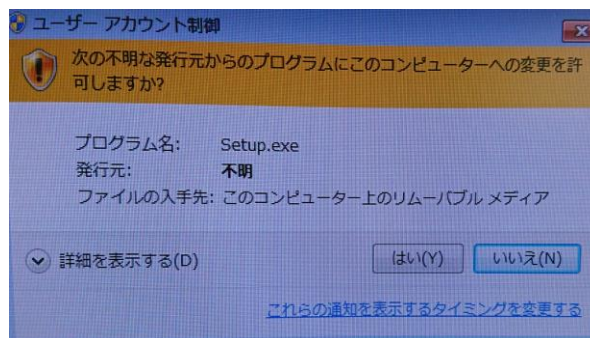 ユーザー アカウント制御
次の不明な発行元からのプログラムにこのコンピューターへの変更を許
可しますか?
プログラム名: Setup.exe
発行元: 不明
ファイルの入手先: このコンピューター上のリムーバブル メディア
詳細を表示する(D)
はい(Y) いいえ(N)
これらの通知を表示するタイミングを変更する